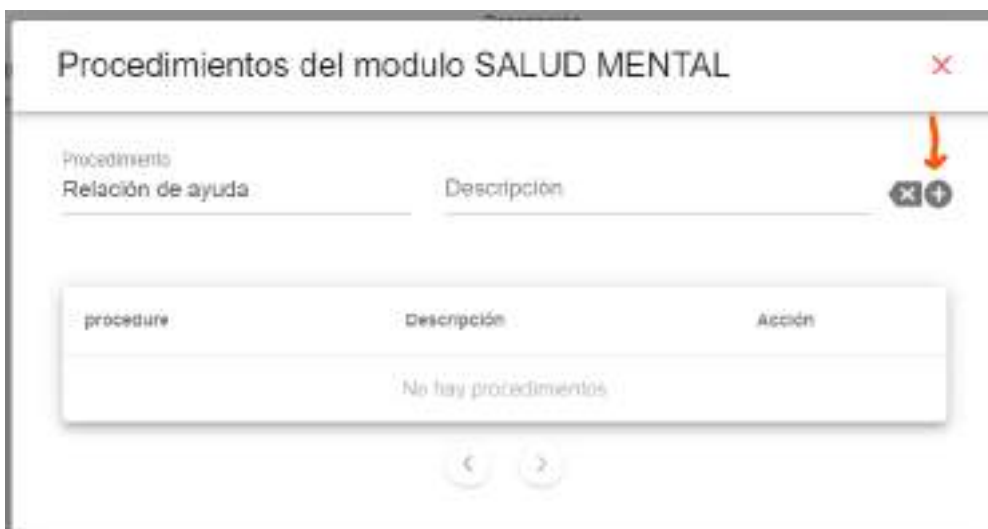 Procedimientos del modulo SALUD MENTAL
Procedimiento
Relación de ayuda
Descripción
procedure Descripción Acción
No hay procedimientos